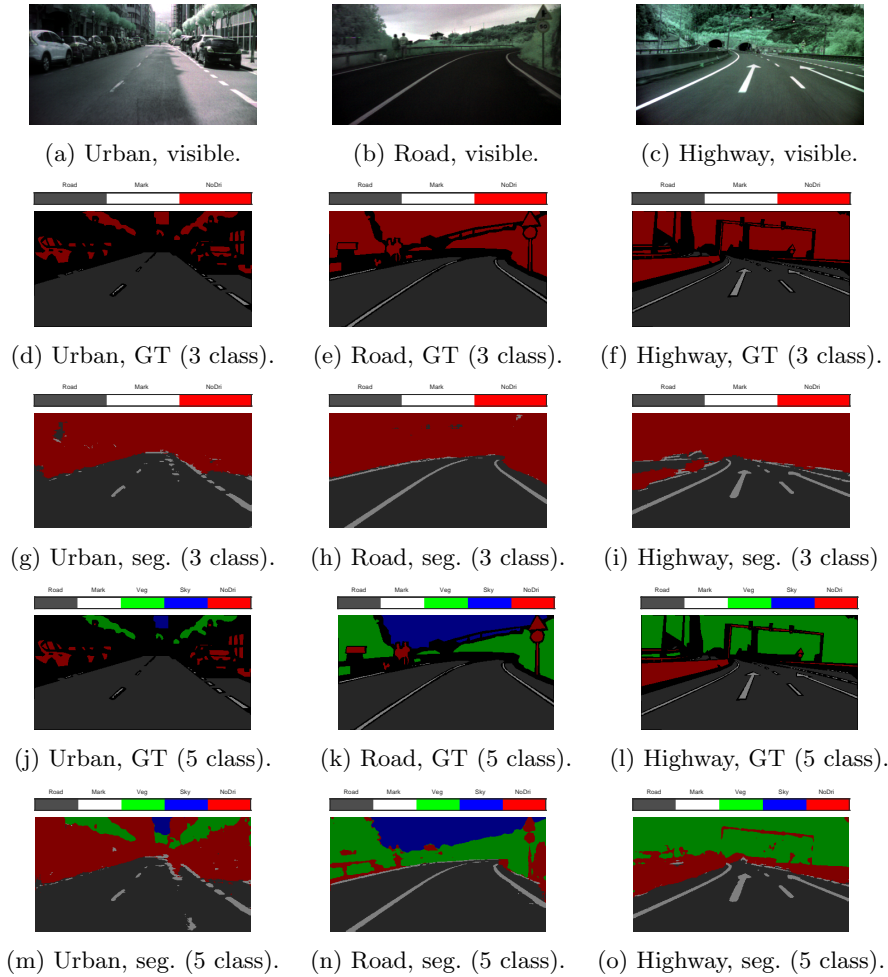 (a) Urban, visible. (b) Road, visible. (c) Highway, visible.
Road Mark NoDri Road Mark NoDri Road Mark NoDri
(d) Urban, GT (3 class). (e) Road, GT (3 class). (f) Highway, GT (3 class).
Road Mark NoDri Road Mark NoDri Road Mark NoDri
(g) Urban, seg. (3 class). (h) Road, seg. (3 class). (i) Highway, seg. (3 class)
Road Mark Veg Sky NoDri Road Mark Veg Sky NoDri Road Mark Veg Sky NoDri
(j) Urban, GT (5 class). (k) Road, GT (5 class). (l) Highway, GT (5 class).
Road Mark Veg Sky NoDri Road Mark Veg Sky NoDri Road Mark Veg Sky NoDri
(m) Urban, seg. (5 class). (n) Road, seg. (5 class). (o) Highway, seg. (5 class).